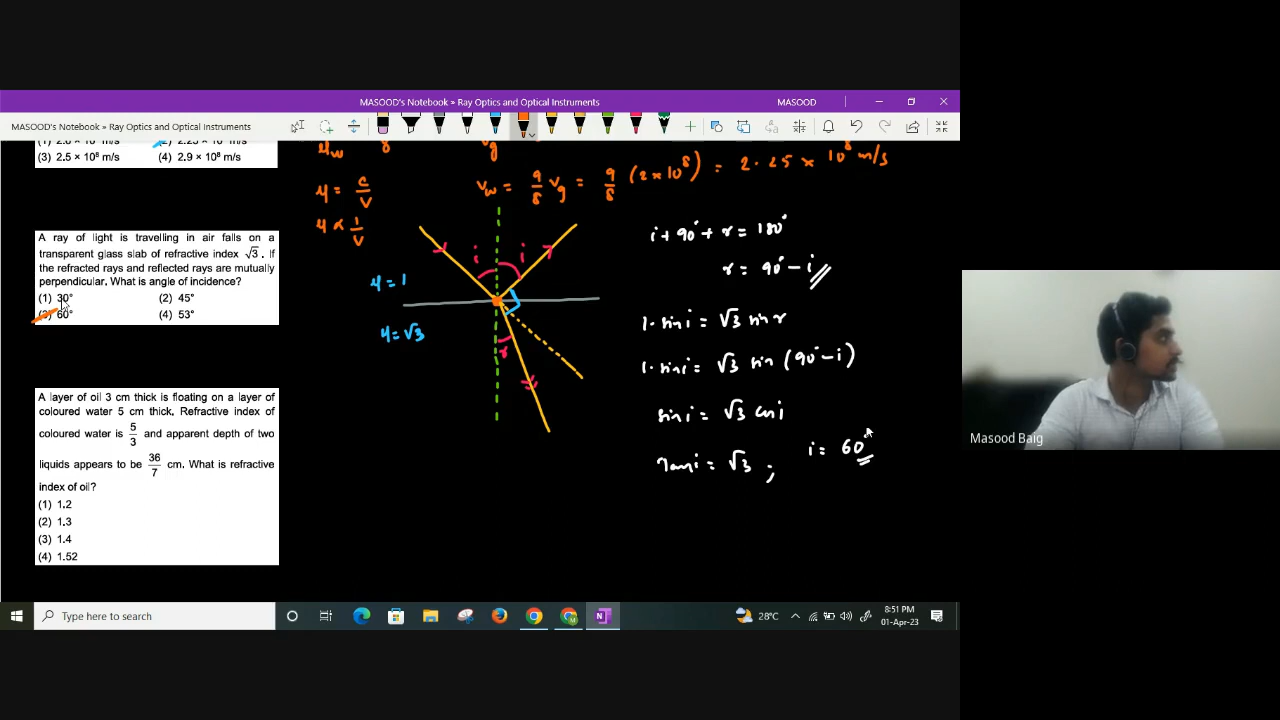 MASOOD's Notebook » Ray Optics and Optical Instruments
MASOOD
MASOOD's Notebook » Ray Optics and Optical Instruments
(3) 2.5 × 10⁸ m/s (4) 2.9 × 10⁸ m/s
μ = c/v
μ ∝ 1/v
v_w = 9/8 v_g = 9/8 (2×10⁸) = 2.25 × 10⁸ m/s
A ray of light is travelling in air falls on a
transparent glass slab of refractive index √3. If
the refracted rays and reflected rays are mutually
perpendicular. What is angle of incidence?
(1) 30° (2) 45°
(3) 60° (4) 53°
i i
μ = 1
μ = √3
r
i + 90° + r = 180°
r = 90° − i
1. sin i = √3 sin r
1. sin i = √3 sin (90° − i)
sin i = √3 cos i
tan i = √3 ; i = 60°
A layer of oil 3 cm thick is floating on a layer of
coloured water 5 cm thick. Refractive index of
coloured water is 5/3 and apparent depth of two
liquids appears to be 36/7 cm. What is refractive
index of oil?
(1) 1.2
(2) 1.3
(3) 1.4
(4) 1.52
Masood Baig
Type here to search
28°C
8:51 PM
01-Apr-23